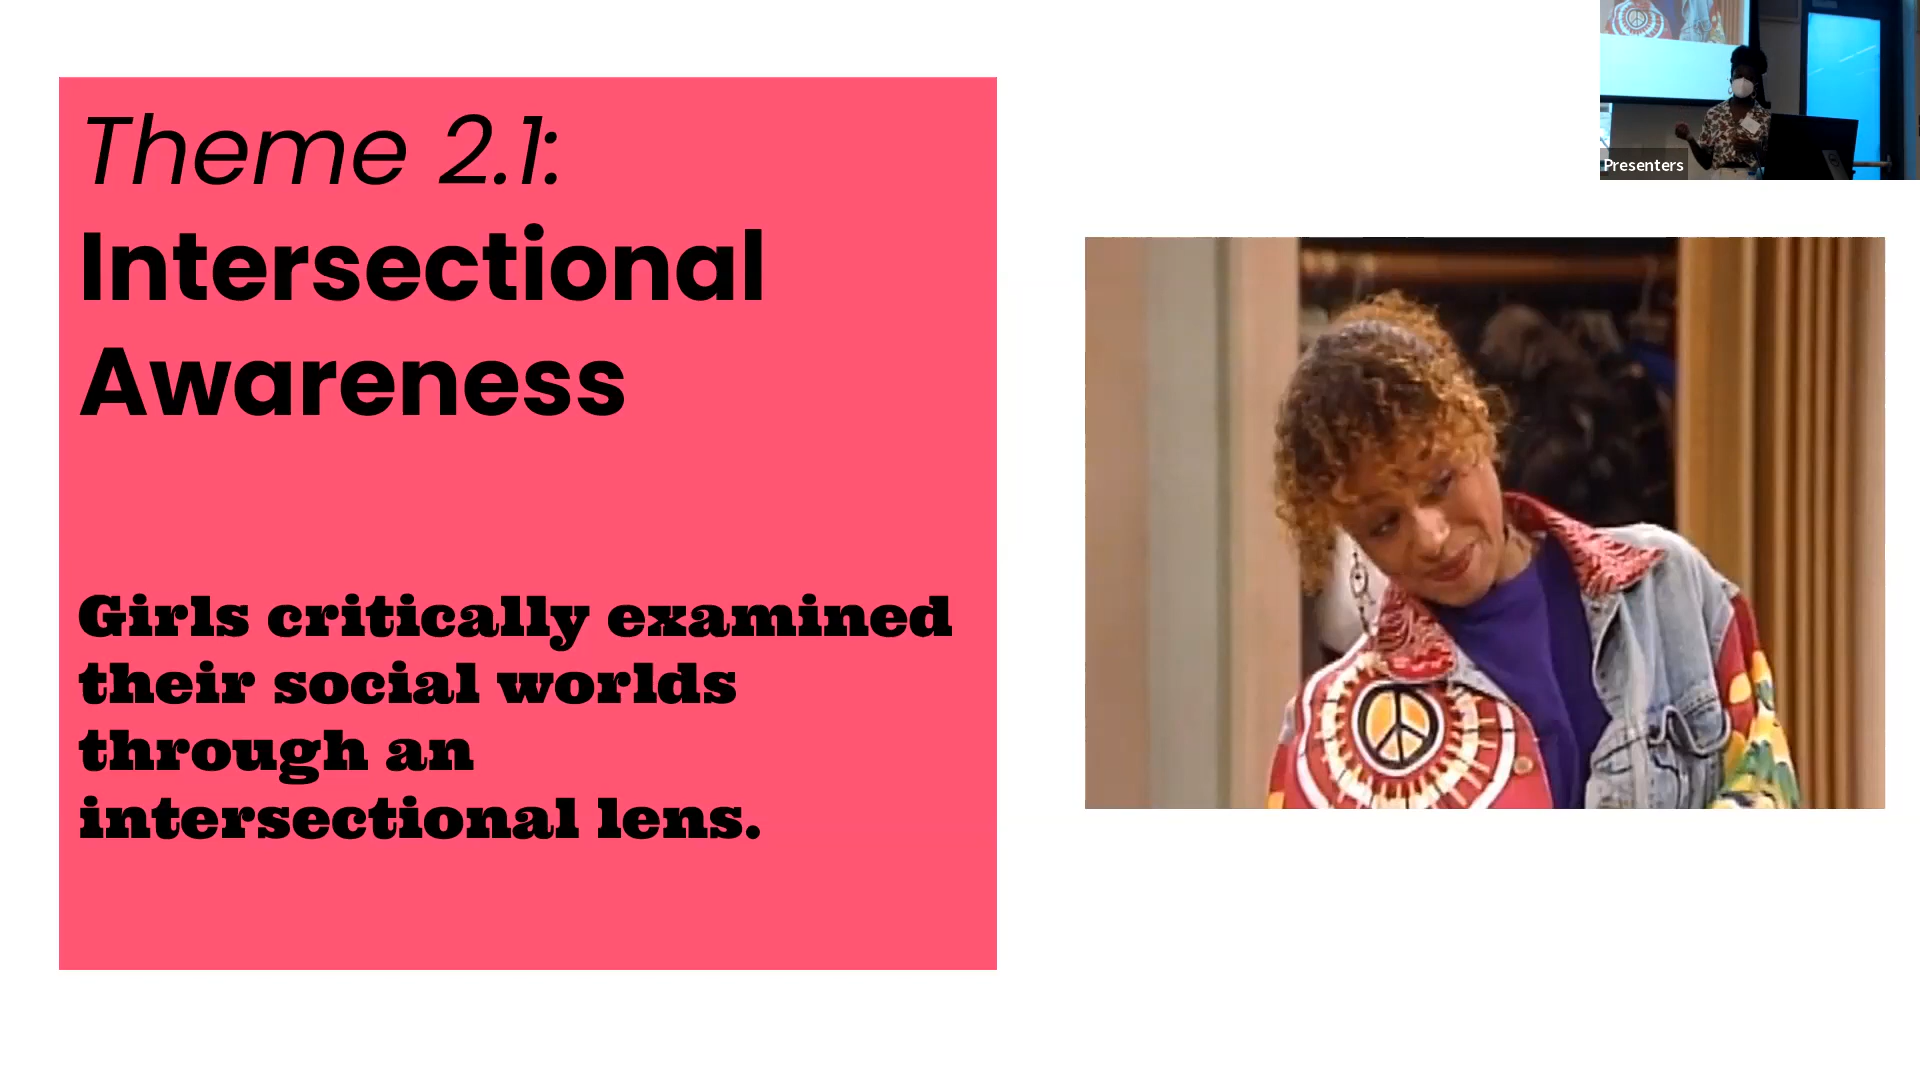 Theme 2.1:
Intersectional
Awareness
Girls critically examined
their social worlds
through an
intersectional lens.
Presenters